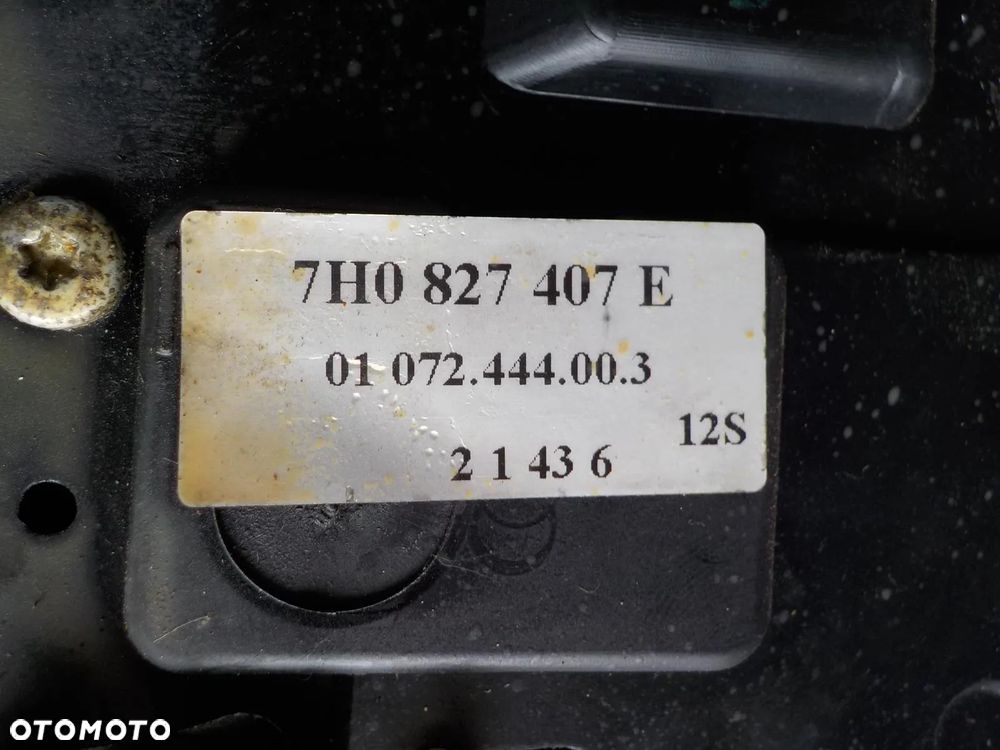 7H0 827 407 E
01 072.444.00.3
12S
2 1 43 6
OTOMOTO